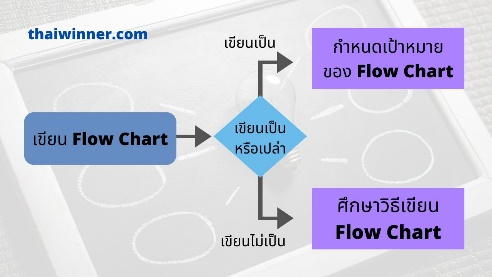 thaiwinner.com
เขียนเป็น
กำหนดเป้าหมาย
ของ Flow Chart
เขียน Flow Chart
เขียนเป็น
หรือเปล่า
ศึกษาวิธีเขียน
Flow Chart
เขียนไม่เป็น